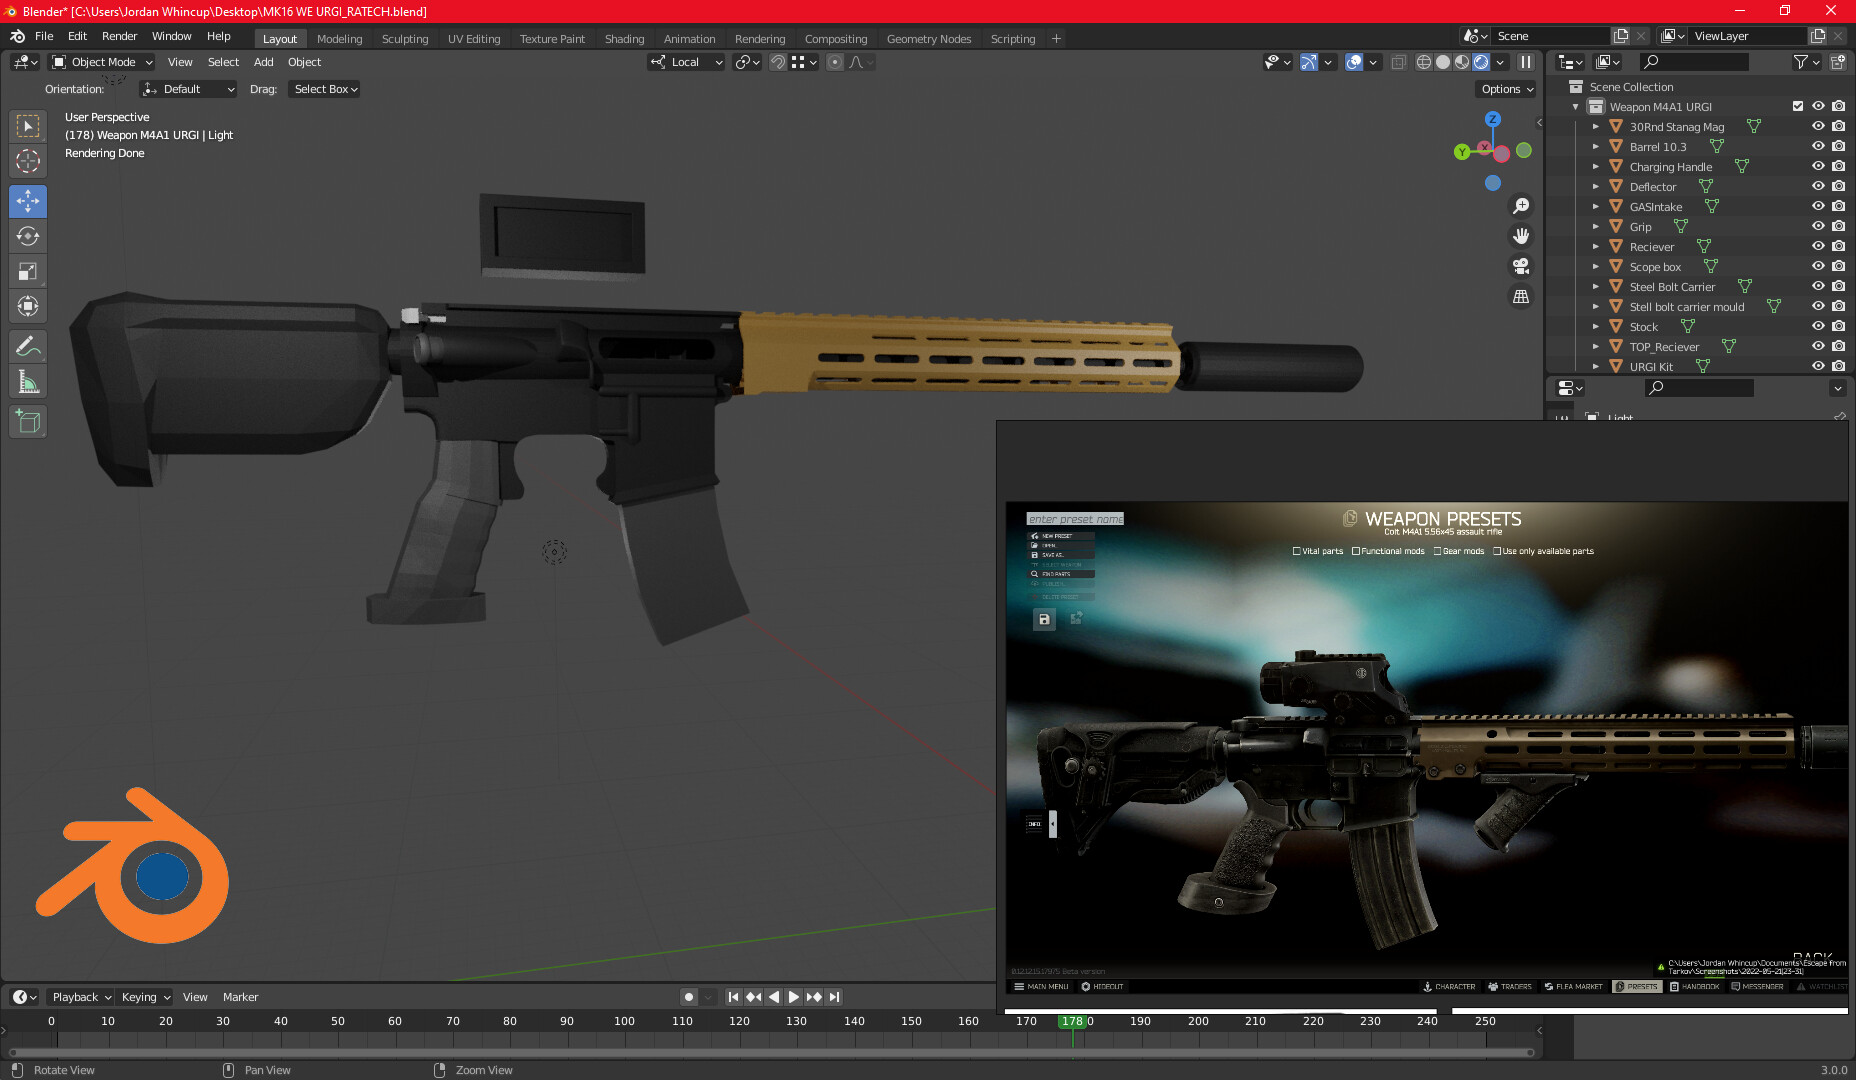 Blender* [C:\Users\Jordan Whincup\Desktop\MK16 WE URGI_RATECH.blend]
File Edit Render Window Help Layout Modeling Sculpting UV Editing Texture Paint Shading Animation Rendering Compositing Geometry Nodes Scripting + Scene ViewLayer
Object Mode View Select Add Object Local
Orientation: Default Drag: Select Box Options
User Perspective
(178) Weapon M4A1 URGI | Light
Rendering Done
Z
Y
X
Scene Collection
Weapon M4A1 URGI
30Rnd Stanag Mag
Barrel 10.3
Charging Handle
Deflector
GASIntake
Grip
Reciever
Scope box
Steel Bolt Carrier
Stell bolt carrier mould
Stock
TOP_Reciever
URGI Kit
Light
enter preset name
WEAPON PRESETS
Colt M4A1 5.56x45 assault rifle
Vital parts Functional mods Gear mods Use only available parts
NEW PRESET
OPEN
SAVE AS...
SELECT WEAPON
FIND PARTS
PUBLISH
DELETE PRESET
INFO
BACK
C:\Users\Jordan Whincup\Documents\Escape From
Tarkov\Screenshots\2022-05-21[23-31]
0.12.12.15.17975 Beta version
MAIN MENU HIDEOUT CHARACTER TRADERS FLEA MARKET PRESETS HANDBOOK MESSENGER WATCHLIST
Playback Keying View Marker
0 10 20 30 40 50 60 70 80 90 100 110 120 130 140 150 160 170 178 0 190 200 210 220 230 240 250
Rotate View Pan View Zoom View 3.0.0